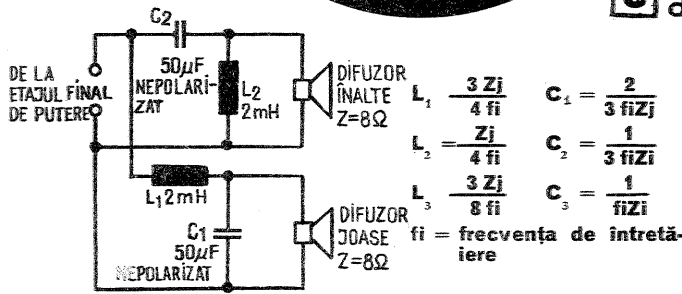 C2
50µF
NEPOLARI-
ZAT
L2
2mH
DE LA
ETAJUL FINAL
DE PUTERE
DIFUZOR
ÎNALTE
Z=8Ω
L1 2mH
C1
50µF
NEPOLARIZAT
DIFUZOR
JOASE
Z=8Ω
d
L₁ 3 Zj / 4 fi C₁ = 2 / 3 fiZj
L₂ = Zj / 4 fi C₂ = 1 / 3 fiZi
L₃ 3 Zj / 8 fi C₃ = 1 / fiZi
fi = frecvența de întretă-
iere